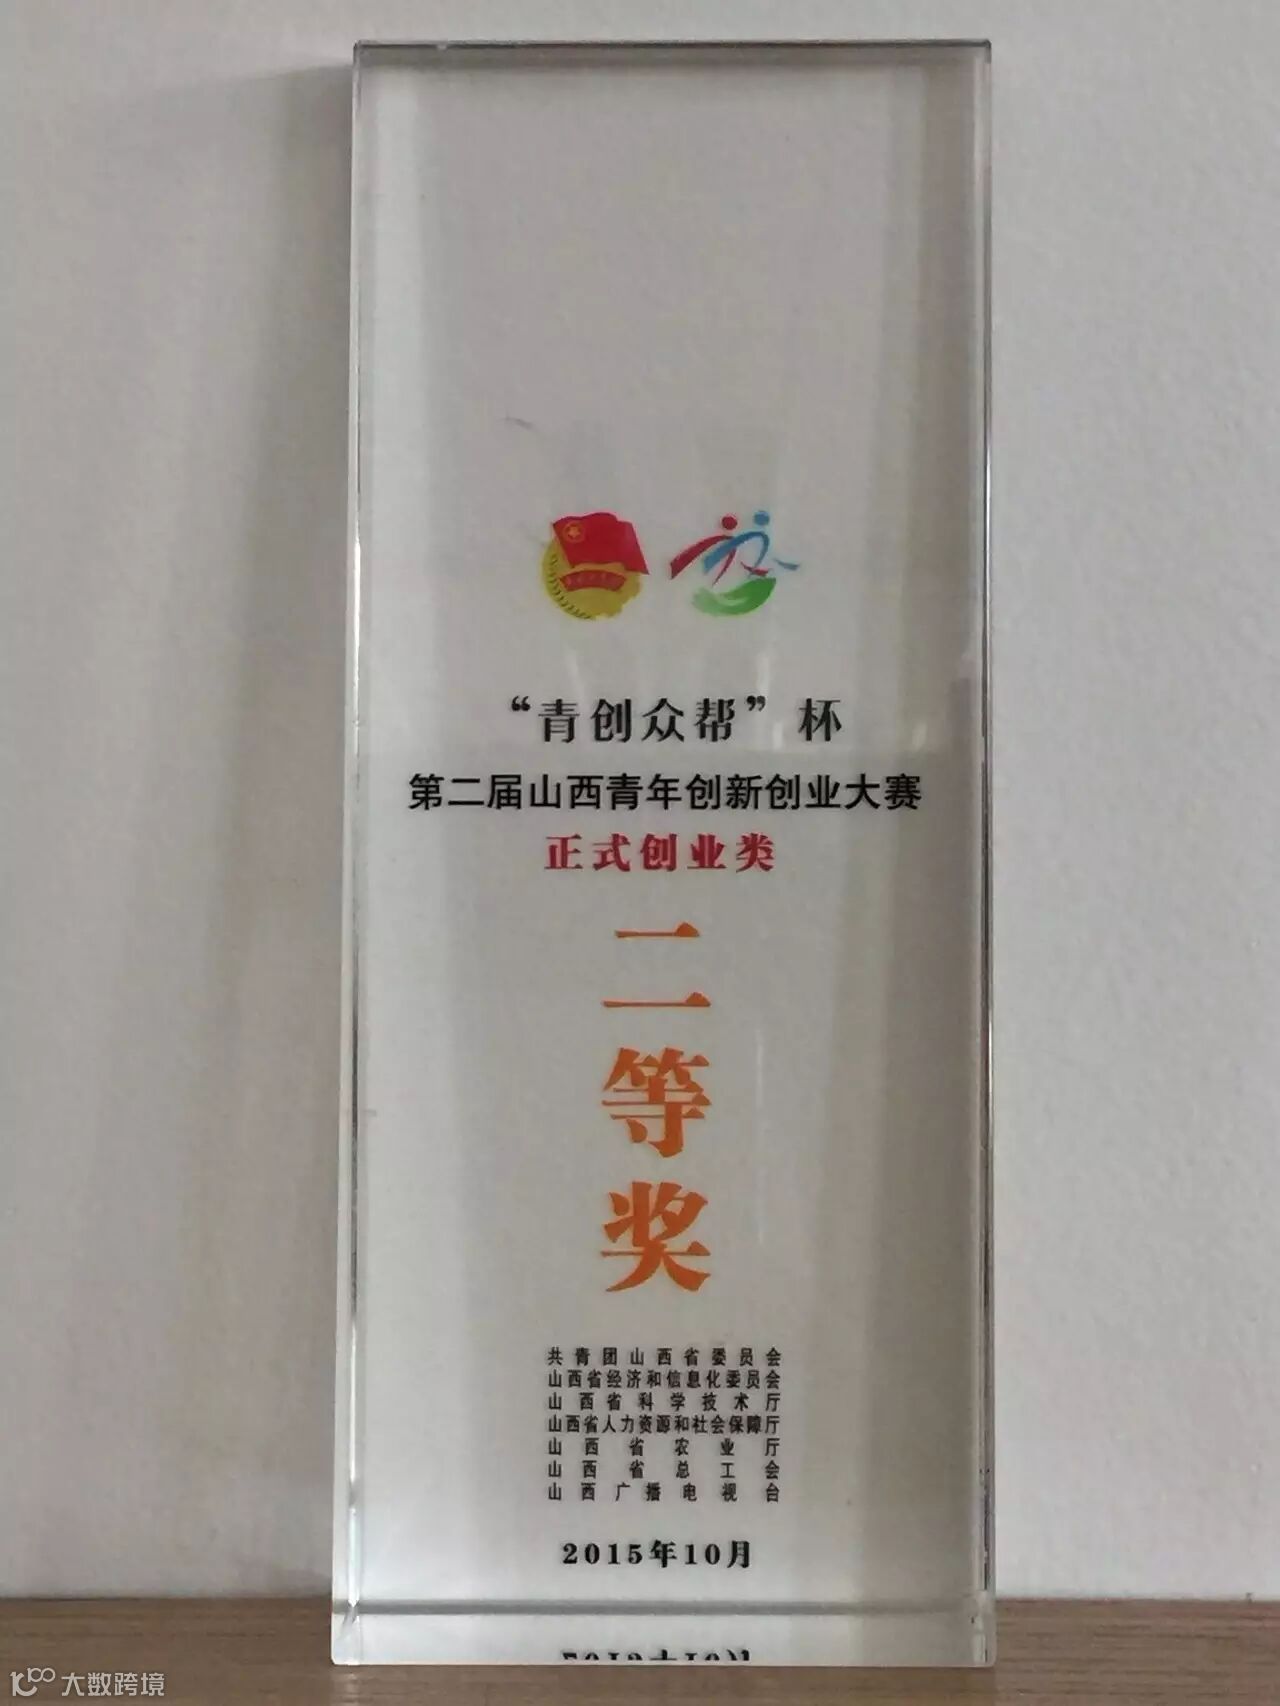 “青创众帮”杯
第二届山西青年创新创业大赛
正式创业类
二等奖
共青团山西省委员会
山西省经济和信息化委员会
山西省科学技术厅
山西省人力资源和社会保障厅
山西省农业厅
山西省总工会
山西广播电视台
2015年10月
大数跨境